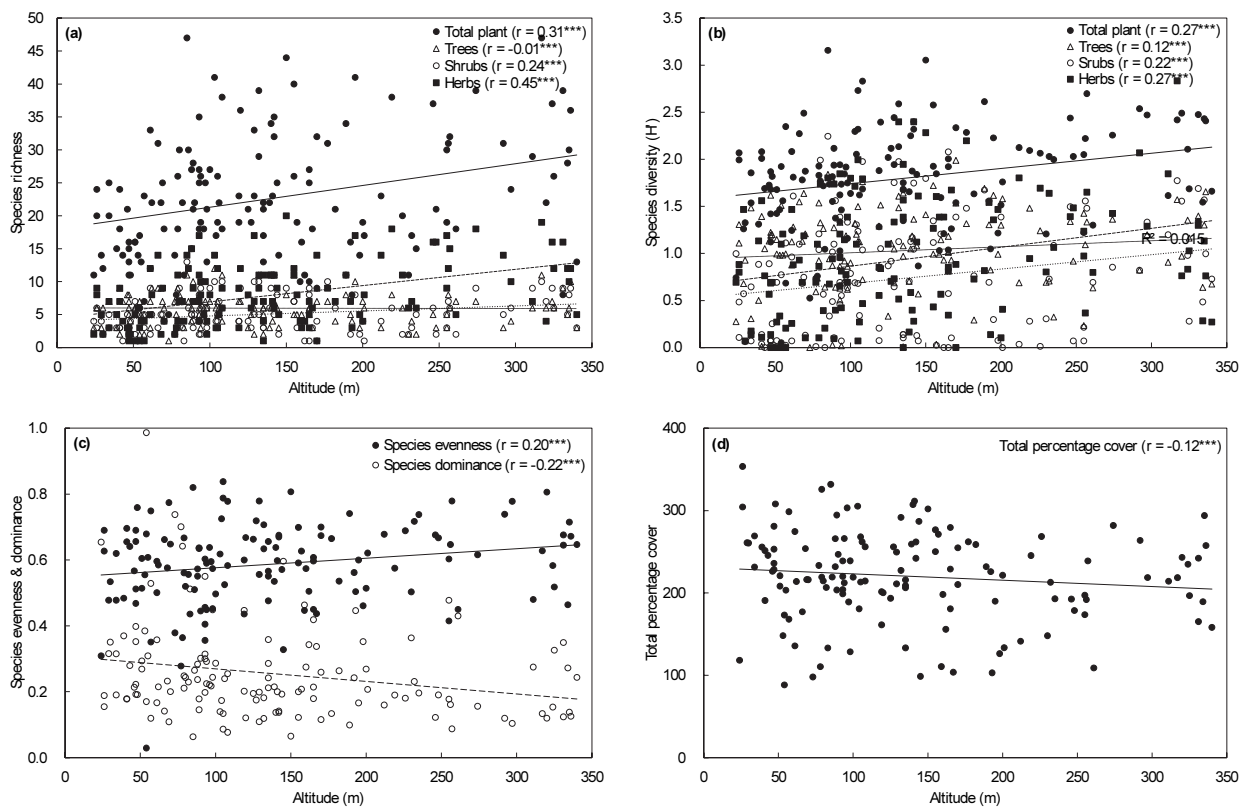 50
45
40
35
30
25
20
15
10
5
0
Species richness
(a)
Total plant (r = 0.31***)
Trees (r = -0.01***)
Shrubs (r = 0.24***)
Herbs (r = 0.45***)
0 50 100 150 200 250 300 350
Altitude (m)
3.5
3.0
2.5
2.0
1.5
1.0
0.5
0.0
Species diversity (H')
(b)
Total plant (r = 0.27***)
Trees (r = 0.12***)
Srubs (r = 0.22***)
Herbs (r = 0.27***)
R² = 0.015
0 50 100 150 200 250 300 350
Altitude (m)
1.0
0.8
0.6
0.4
0.2
0.0
Species evenness & dominance
(c)
Species evenness (r = 0.20***)
Species dominance (r = -0.22***)
0 50 100 150 200 250 300 350
Altitude (m)
400
300
200
100
0
Total percentage cover
(d)
Total percentage cover (r = -0.12***)
0 50 100 150 200 250 300 350
Altitude (m)